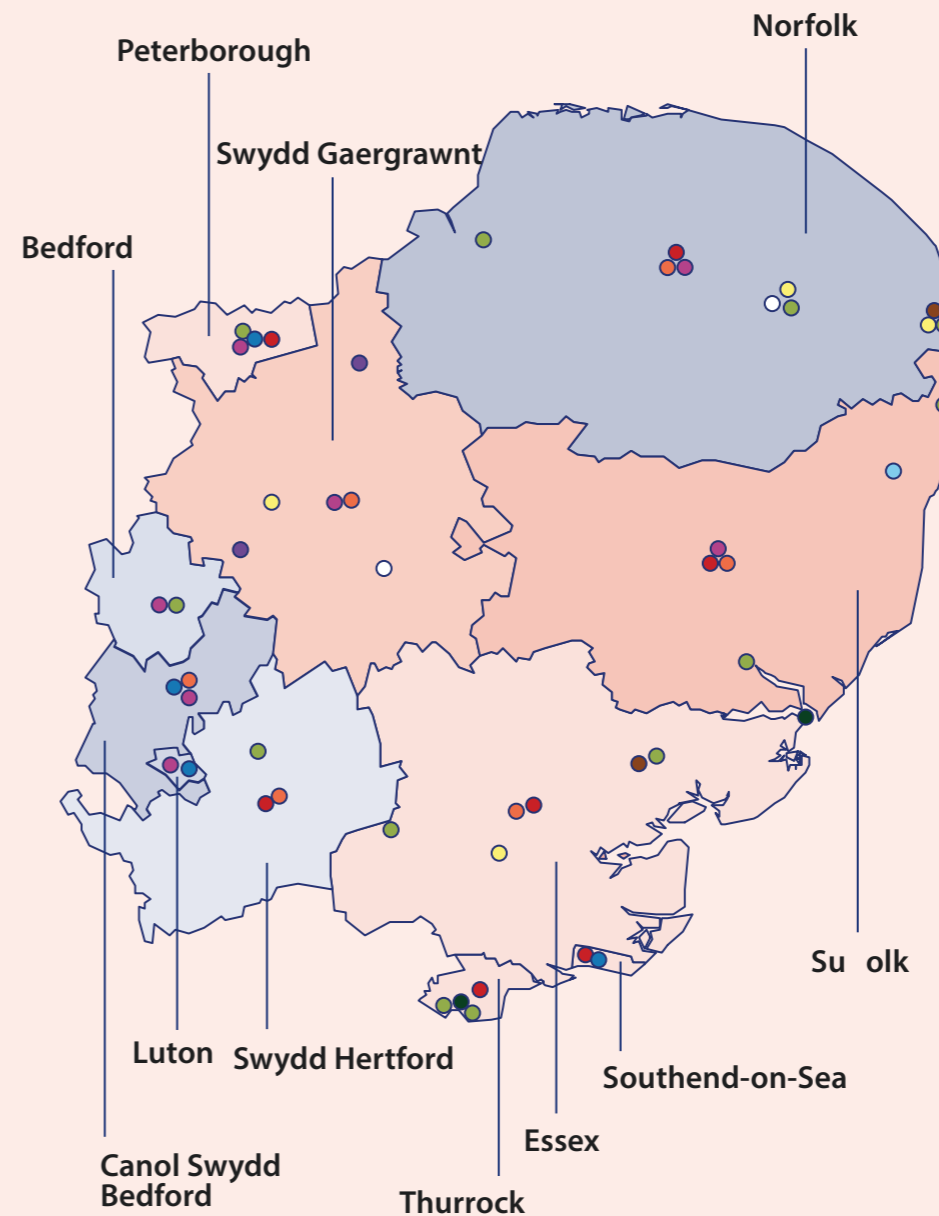 Norfolk
Peterborough
Swydd Gaergrawnt
Bedford
Su olk
Luton
Swydd Hertford
Southend-on-Sea
Essex
Canol Swydd
Bedford
Thurrock